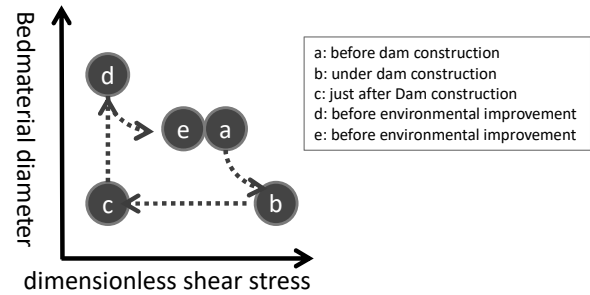 Bedmaterial diameter
d
e
a
c
b
dimensionless shear stress
a: before dam construction
b: under dam construction
c: just after Dam construction
d: before environmental improvement
e: before environmental improvement